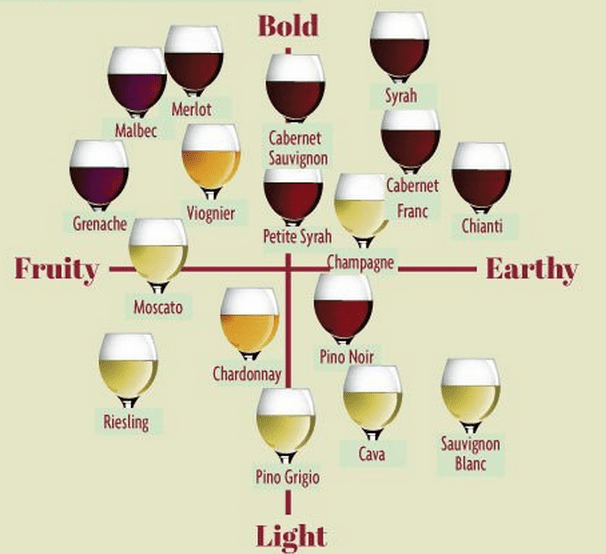 Bold
Syrah
Merlot
Malbec
Cabernet
Sauvignon
Cabernet
Franc
Viognier
Grenache
Chianti
Petite Syrah
Champagne
Fruity
Earthy
Moscato
Pino Noir
Chardonnay
Riesling
Cava
Sauvignon
Blanc
Pino Grigio
Light